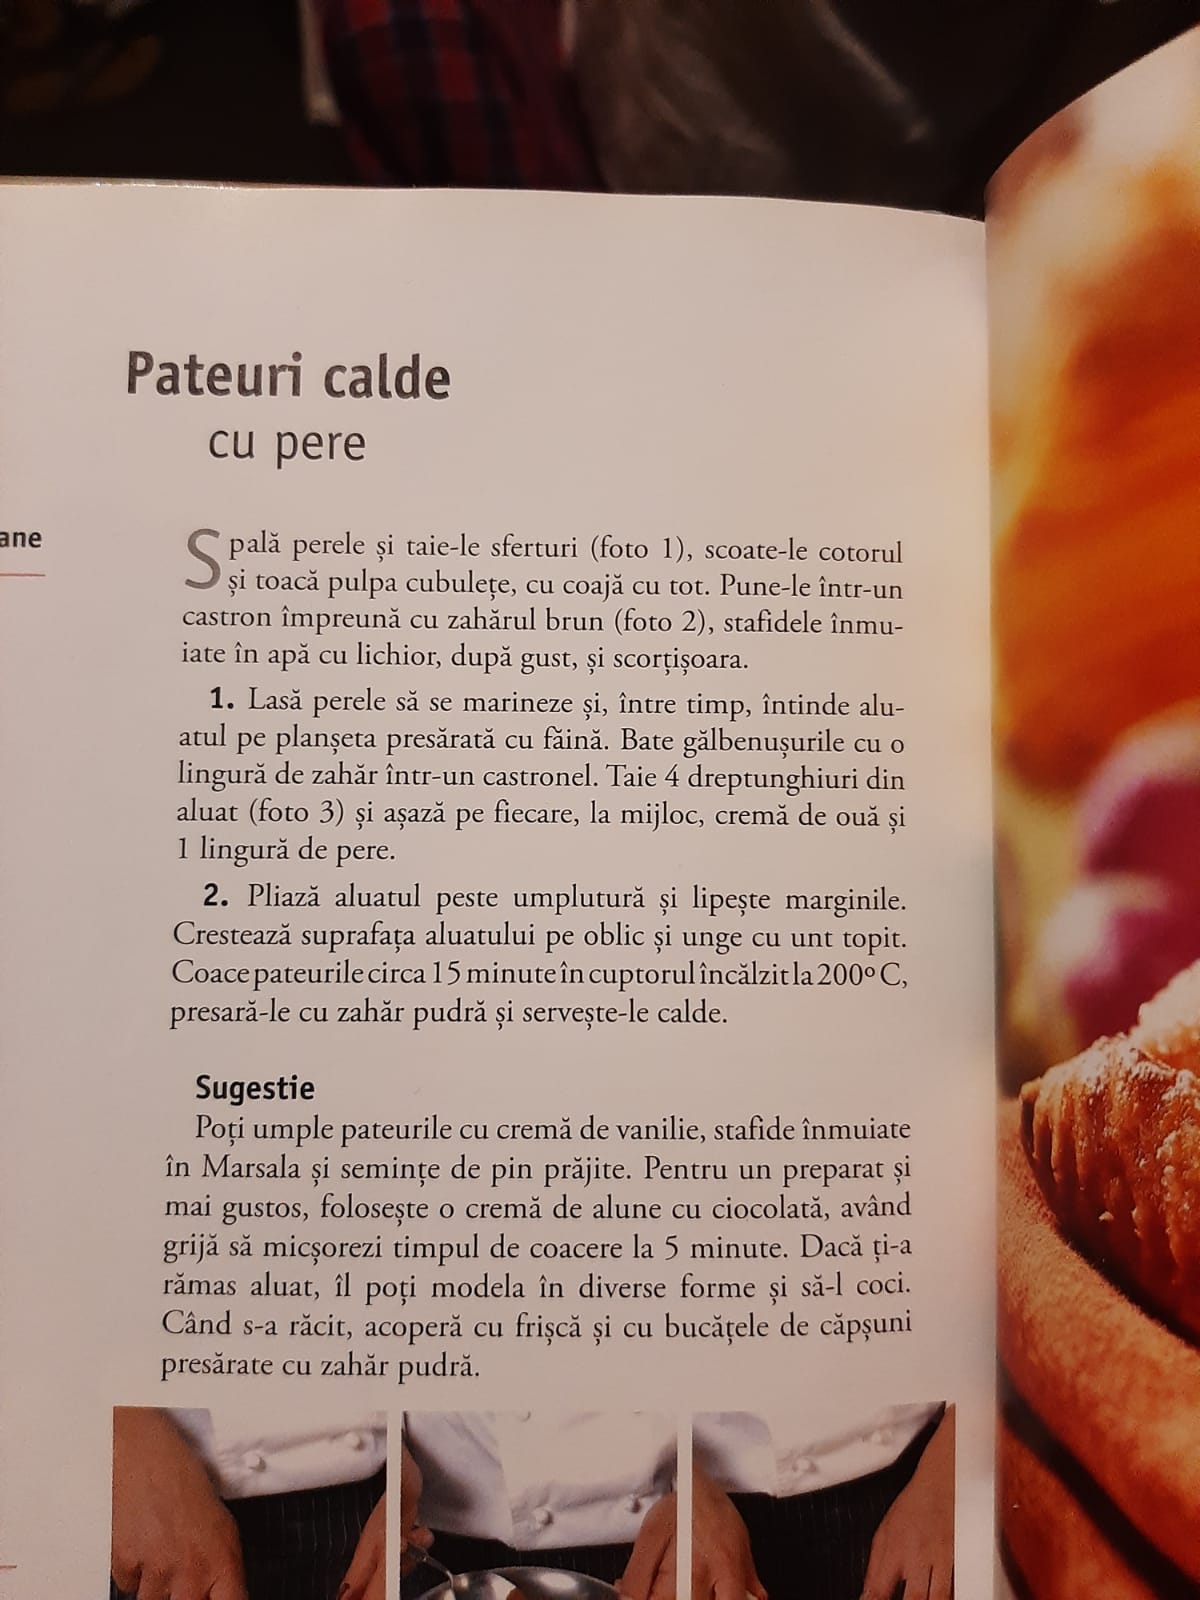 Pateuri calde
cu pere
ane
Spală perele și taie-le sferturi (foto 1), scoate-le cotorul
și toacă pulpa cubulețe, cu coajă cu tot. Pune-le într-un
castron împreună cu zahărul brun (foto 2), stafidele înmu-
iate în apă cu lichior, după gust, și scorțișoara.
1. Lasă perele să se marineze și, între timp, întinde alu-
atul pe planșeta presărată cu făină. Bate gălbenușurile cu o
lingură de zahăr într-un castronel. Taie 4 dreptunghiuri din
aluat (foto 3) și așază pe fiecare, la mijloc, cremă de ouă și
1 lingură de pere.
2. Pliază aluatul peste umplutură și lipește marginile.
Crestează suprafața aluatului pe oblic și unge cu unt topit.
Coace pateurile circa 15 minute în cuptorul încălzit la 200º C,
presară-le cu zahăr pudră și servește-le calde.
Sugestie
Poți umple pateurile cu cremă de vanilie, stafide înmuiate
în Marsala și semințe de pin prăjite. Pentru un preparat și
mai gustos, folosește o cremă de alune cu ciocolată, având
grijă să micșorezi timpul de coacere la 5 minute. Dacă ți-a
rămas aluat, îl poți modela în diverse forme și să-l coci.
Când s-a răcit, acoperă cu frișcă și cu bucățele de căpșuni
presărate cu zahăr pudră.